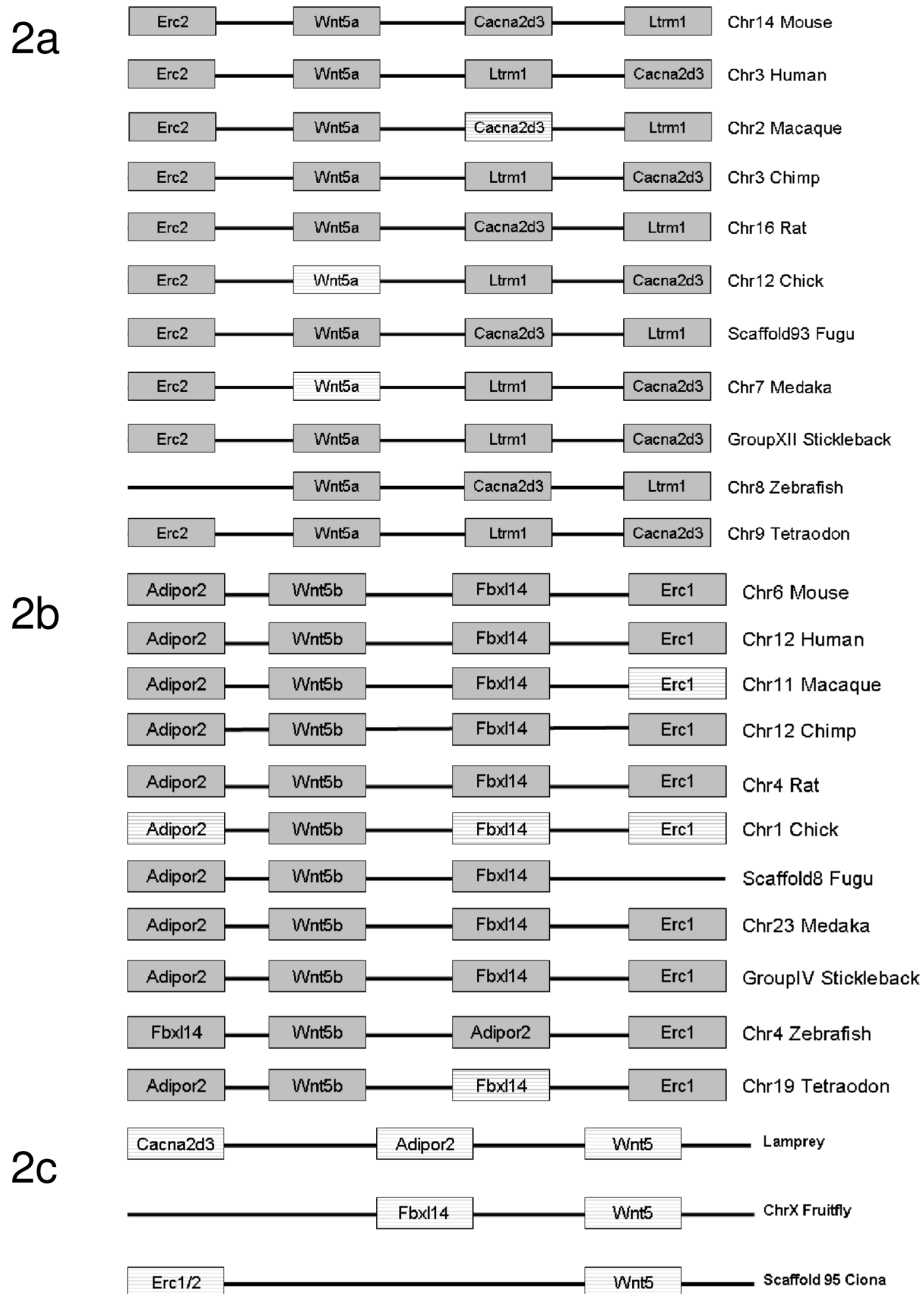 2a
Erc2 Wnt5a Cacna2d3 Ltrm1 Chr14 Mouse
Erc2 Wnt5a Ltrm1 Cacna2d3 Chr3 Human
Erc2 Wnt5a Cacna2d3 Ltrm1 Chr2 Macaque
Erc2 Wnt5a Ltrm1 Cacna2d3 Chr3 Chimp
Erc2 Wnt5a Cacna2d3 Ltrm1 Chr16 Rat
Erc2 Wnt5a Ltrm1 Cacna2d3 Chr12 Chick
Erc2 Wnt5a Cacna2d3 Ltrm1 Scaffold93 Fugu
Erc2 Wnt5a Ltrm1 Cacna2d3 Chr7 Medaka
Erc2 Wnt5a Ltrm1 Cacna2d3 GroupXII Stickleback
Wnt5a Cacna2d3 Ltrm1 Chr8 Zebrafish
Erc2 Wnt5a Ltrm1 Cacna2d3 Chr9 Tetraodon
2b
Adipor2 Wnt5b Fbxl14 Erc1 Chr6 Mouse
Adipor2 Wnt5b Fbxl14 Erc1 Chr12 Human
Adipor2 Wnt5b Fbxl14 Erc1 Chr11 Macaque
Adipor2 Wnt5b Fbxl14 Erc1 Chr12 Chimp
Adipor2 Wnt5b Fbxl14 Erc1 Chr4 Rat
Adipor2 Wnt5b Fbxl14 Erc1 Chr1 Chick
Adipor2 Wnt5b Fbxl14 Scaffold8 Fugu
Adipor2 Wnt5b Fbxl14 Erc1 Chr23 Medaka
Adipor2 Wnt5b Fbxl14 Erc1 GroupIV Stickleback
Fbxl14 Wnt5b Adipor2 Erc1 Chr4 Zebrafish
Adipor2 Wnt5b Fbxl14 Erc1 Chr19 Tetraodon
2c
Cacna2d3 Adipor2 Wnt5 Lamprey
Fbxl14 Wnt5 ChrX Fruitfly
Erc1/2 Wnt5 Scaffold 95 Ciona